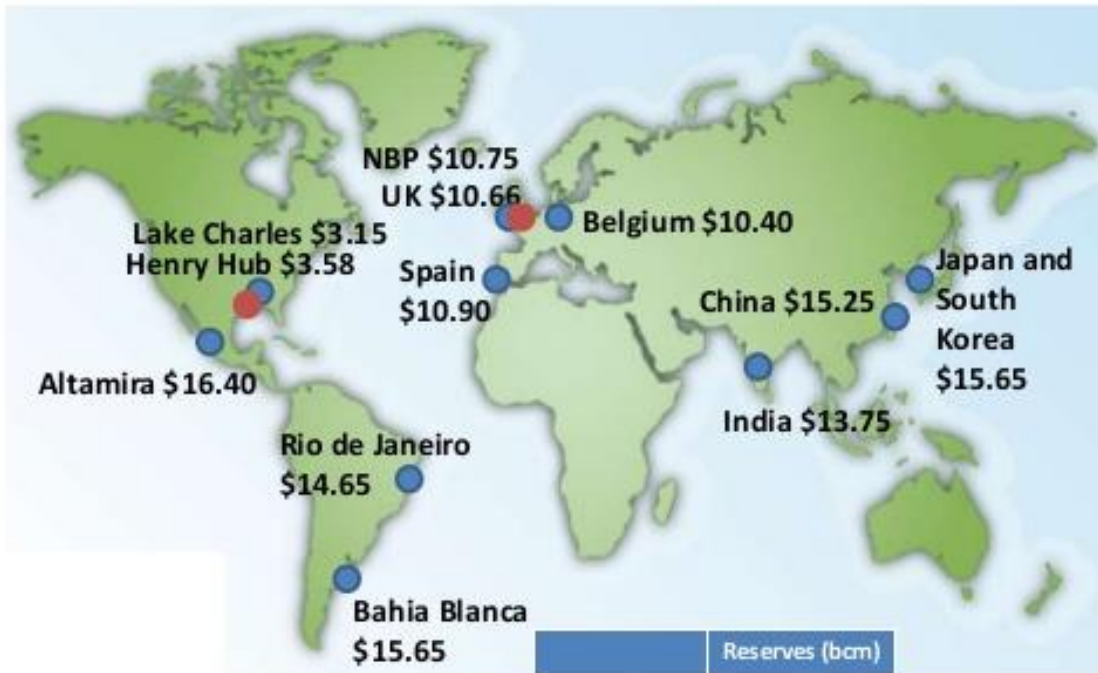 NBP $10.75
UK $10.66
Belgium $10.40
Lake Charles $3.15
Henry Hub $3.58
Spain
$10.90
Japan and
South
Korea
$15.65
China $15.25
Altamira $16.40
India $13.75
Rio de Janeiro
$14.65
Bahia Blanca
$15.65
Reserves (bcm)